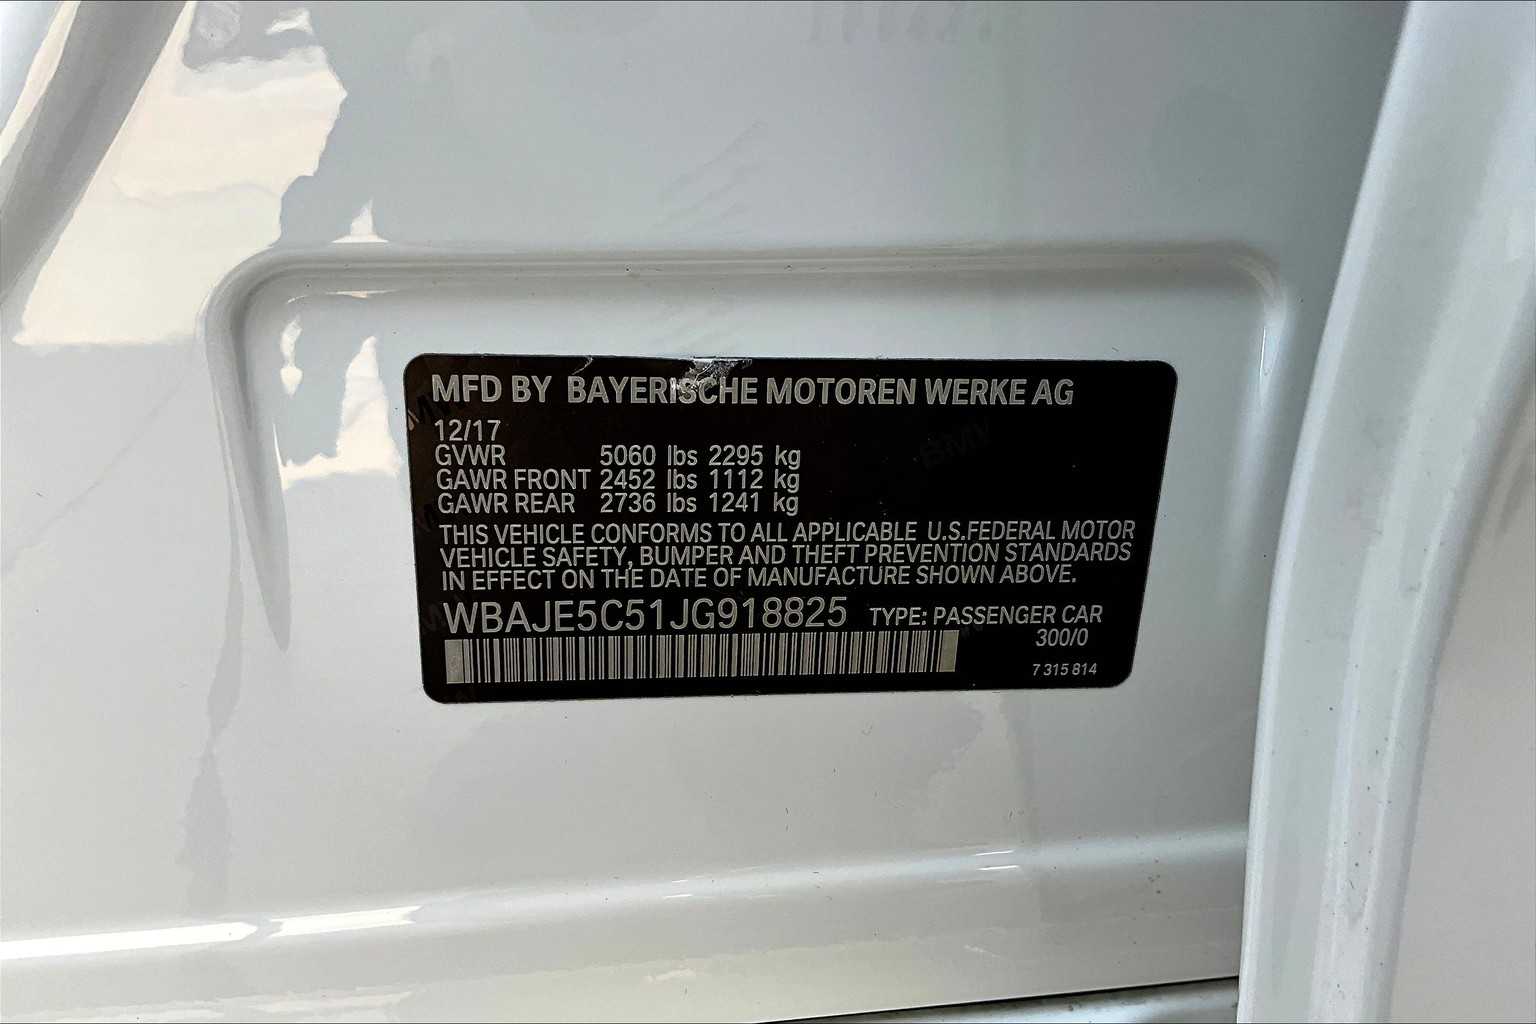 MFD BY BAYERISCHE MOTOREN WERKE AG
12/17
GVWR 5060 lbs 2295 kg
GAWR FRONT 2452 lbs 1112 kg
GAWR REAR 2736 lbs 1241 kg
THIS VEHICLE CONFORMS TO ALL APPLICABLE U.S.FEDERAL MOTOR
VEHICLE SAFETY, BUMPER AND THEFT PREVENTION STANDARDS
IN EFFECT ON THE DATE OF MANUFACTURE SHOWN ABOVE.
WBAJE5C51JG918825 TYPE: PASSENGER CAR
300/0
7 315 814